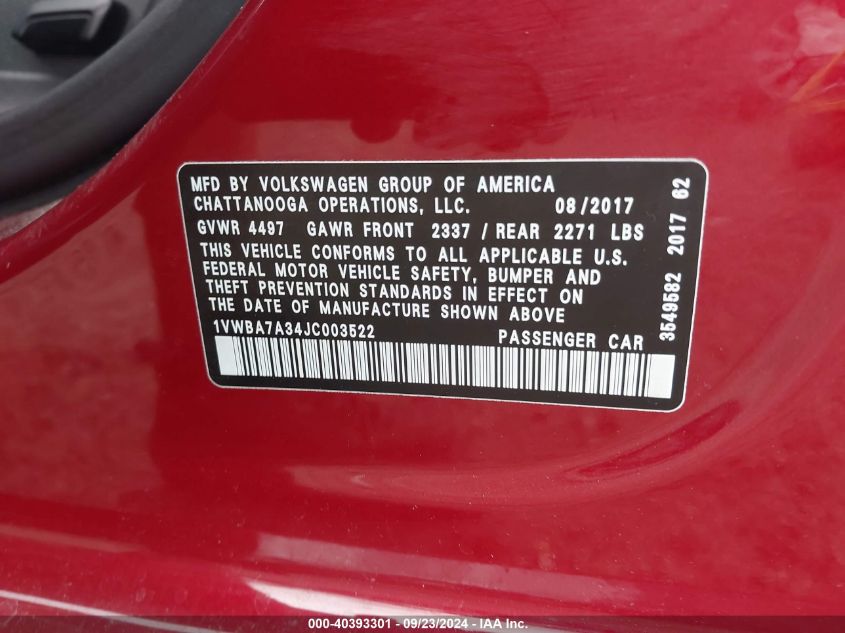 MFD BY VOLKSWAGEN GROUP OF AMERICA
CHATTANOOGA OPERATIONS, LLC. 08/2017
GVWR 4497 GAWR FRONT 2337 / REAR 2271 LBS
THIS VEHICLE CONFORMS TO ALL APPLICABLE U.S.
FEDERAL MOTOR VEHICLE SAFETY, BUMPER AND
THEFT PREVENTION STANDARDS IN EFFECT ON
THE DATE OF MANUFACTURE SHOWN ABOVE
1VWBA7A34JC003522 PASSENGER CAR
3549582 2017 62
000-40393301 - 09/23/2024 - IAA Inc.